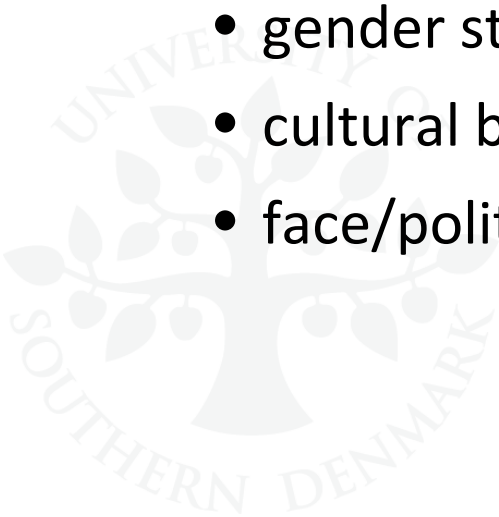 • gender st
• cultural b
• face/polit
UNIVERSITY O
SOUTHERN DENMARK